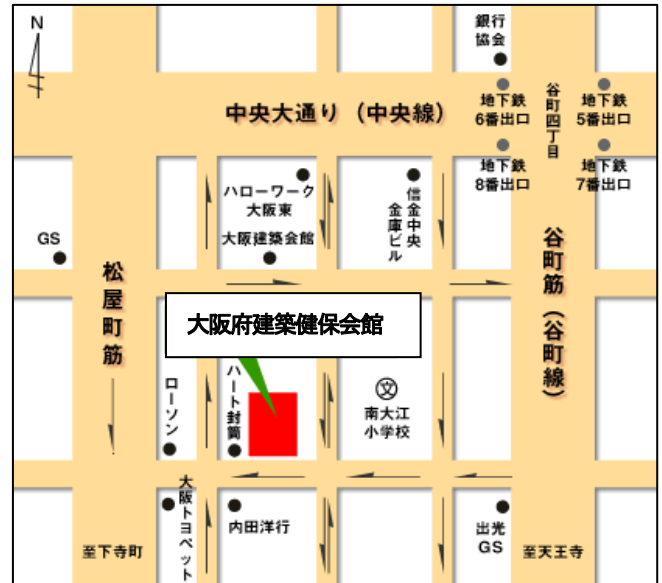 N
銀行
協会
中央大通り（中央線）
地下鉄
6番出口
谷町四丁目
地下鉄
5番出口
地下鉄
8番出口
地下鉄
7番出口
ハローワーク
大阪東
大阪建築会館
信金中央
金庫ビル
GS
松屋町筋
谷町筋（谷町線）
大阪府建築健保会館
ローソン
ハート封筒
文
南大江
小学校
大阪トヨペット
内田洋行
出光
GS
至下寺町
至天王寺